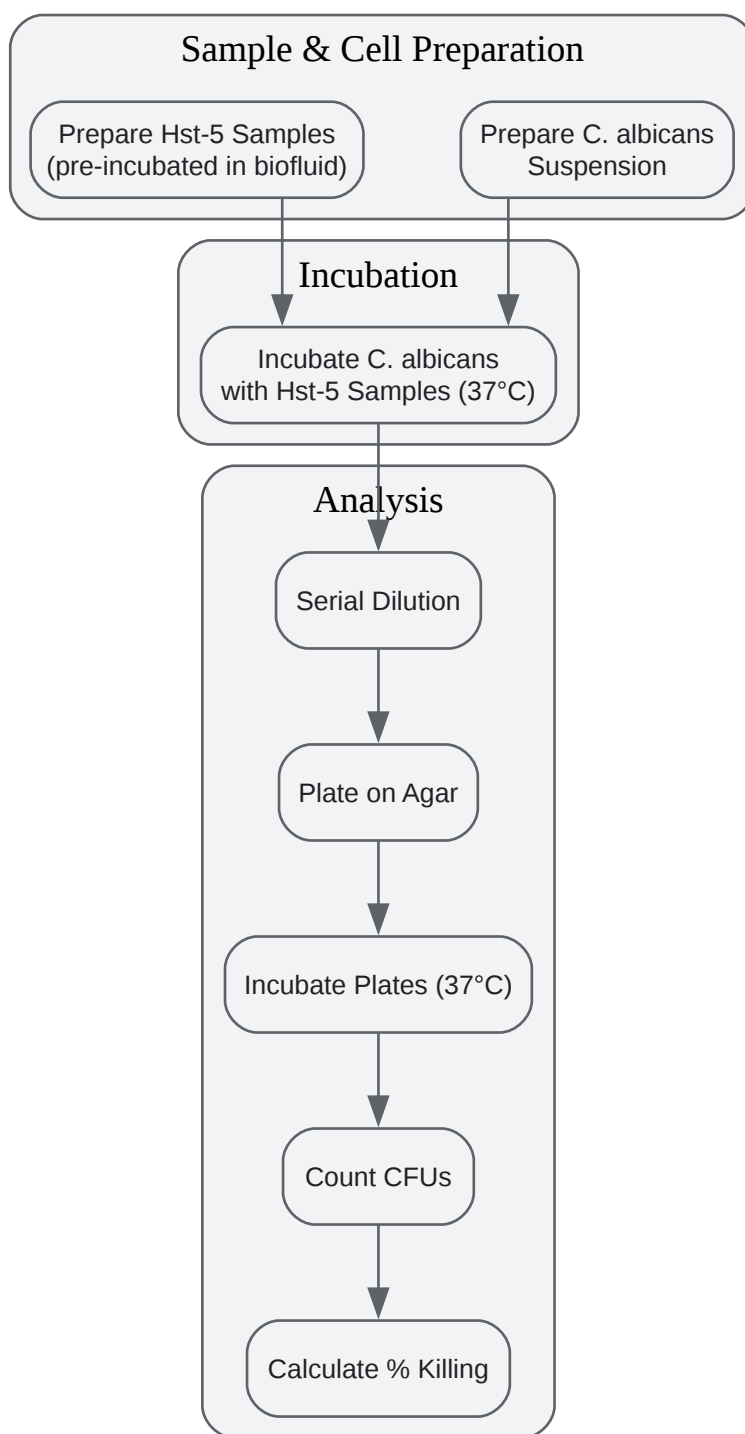 Sample & Cell Preparation
Prepare Hst-5 Samples
(pre-incubated in biofluid)
Prepare C. albicans
Suspension
Incubation
Incubate C. albicans
with Hst-5 Samples (37°C)
Analysis
Serial Dilution
Plate on Agar
Incubate Plates (37°C)
Count CFUs
Calculate % Killing